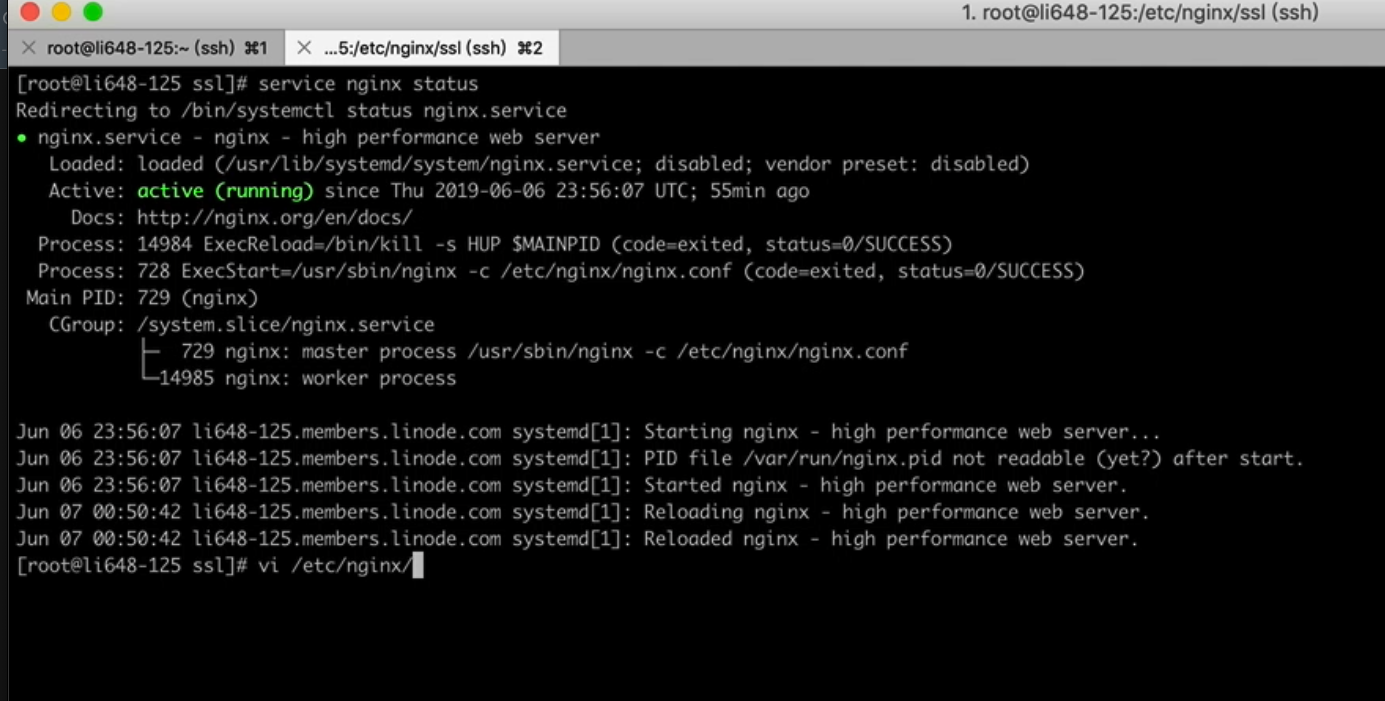 1. root@li648-125:/etc/nginx/ssl (ssh)
root@li648-125:~ (ssh) ⌘1
...5:/etc/nginx/ssl (ssh) ⌘2
[root@li648-125 ssl]# service nginx status
Redirecting to /bin/systemctl status nginx.service
● nginx.service - nginx - high performance web server
Loaded: loaded (/usr/lib/systemd/system/nginx.service; disabled; vendor preset: disabled)
Active: active (running) since Thu 2019-06-06 23:56:07 UTC; 55min ago
Docs: http://nginx.org/en/docs/
Process: 14984 ExecReload=/bin/kill -s HUP $MAINPID (code=exited, status=0/SUCCESS)
Process: 728 ExecStart=/usr/sbin/nginx -c /etc/nginx/nginx.conf (code=exited, status=0/SUCCESS)
Main PID: 729 (nginx)
CGroup: /system.slice/nginx.service
├─ 729 nginx: master process /usr/sbin/nginx -c /etc/nginx/nginx.conf
└─14985 nginx: worker process
Jun 06 23:56:07 li648-125.members.linode.com systemd[1]: Starting nginx - high performance web server...
Jun 06 23:56:07 li648-125.members.linode.com systemd[1]: PID file /var/run/nginx.pid not readable (yet?) after start.
Jun 06 23:56:07 li648-125.members.linode.com systemd[1]: Started nginx - high performance web server.
Jun 07 00:50:42 li648-125.members.linode.com systemd[1]: Reloading nginx - high performance web server.
Jun 07 00:50:42 li648-125.members.linode.com systemd[1]: Reloaded nginx - high performance web server.
[root@li648-125 ssl]# vi /etc/nginx/